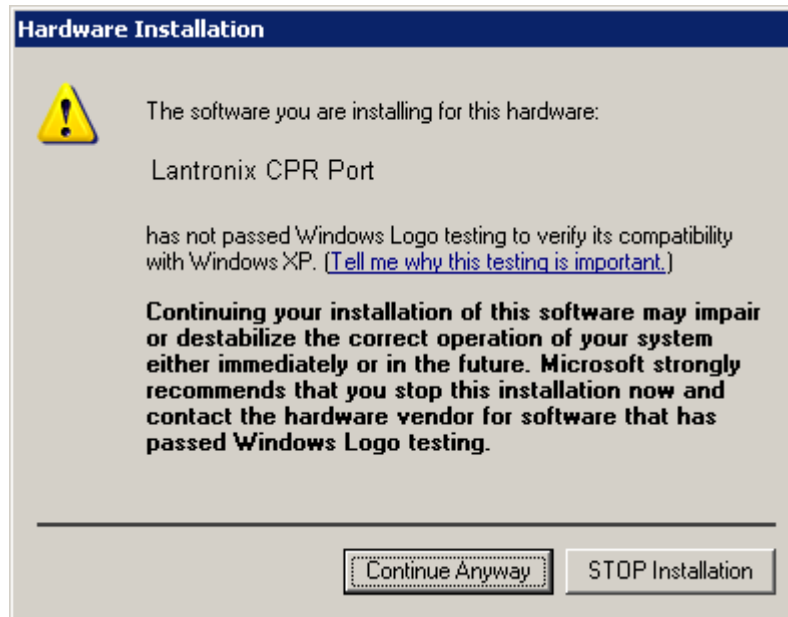 Hardware Installation
The software you are installing for this hardware:
Lantronix CPR Port
has not passed Windows Logo testing to verify its compatibility
with Windows XP. (Tell me why this testing is important.)
Continuing your installation of this software may impair
or destabilize the correct operation of your system
either immediately or in the future. Microsoft strongly
recommends that you stop this installation now and
contact the hardware vendor for software that has
passed Windows Logo testing.
Continue Anyway
STOP Installation